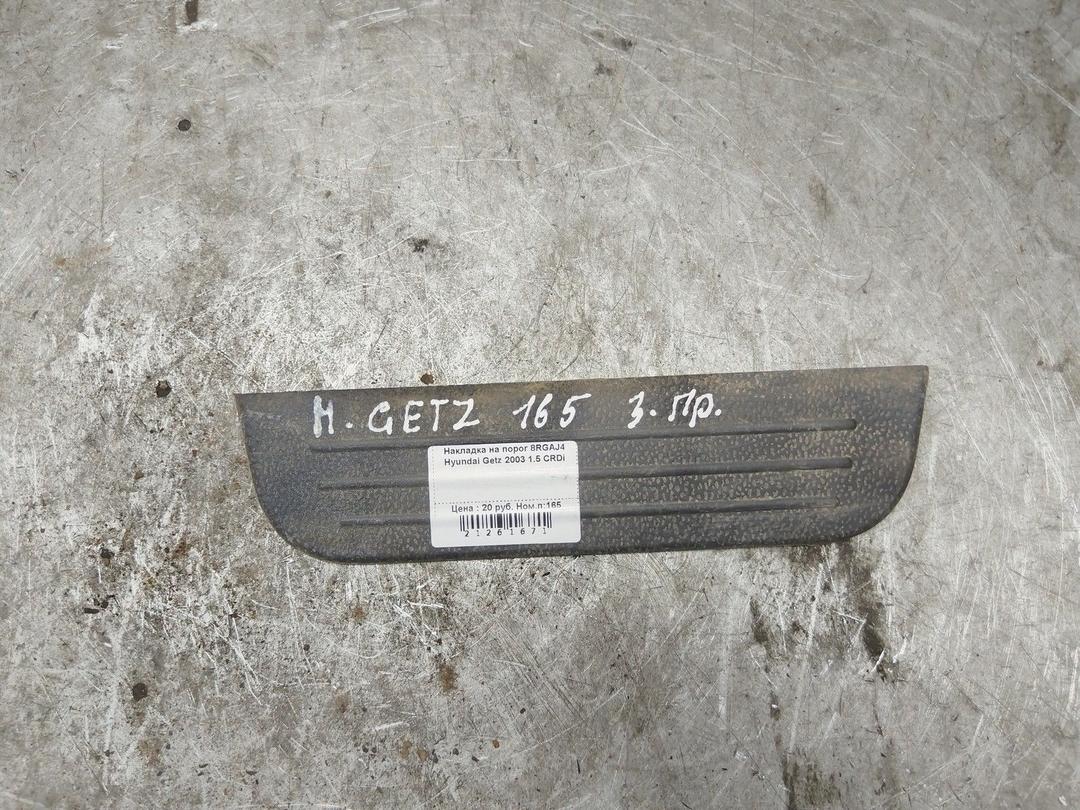 H. GETZ 165 З.Пр.
Накладка на порог 8RGAJ4
Hyundai Getz 2003 1.5 CRDi
Цена : 20 руб. Ном.п:165
21261671